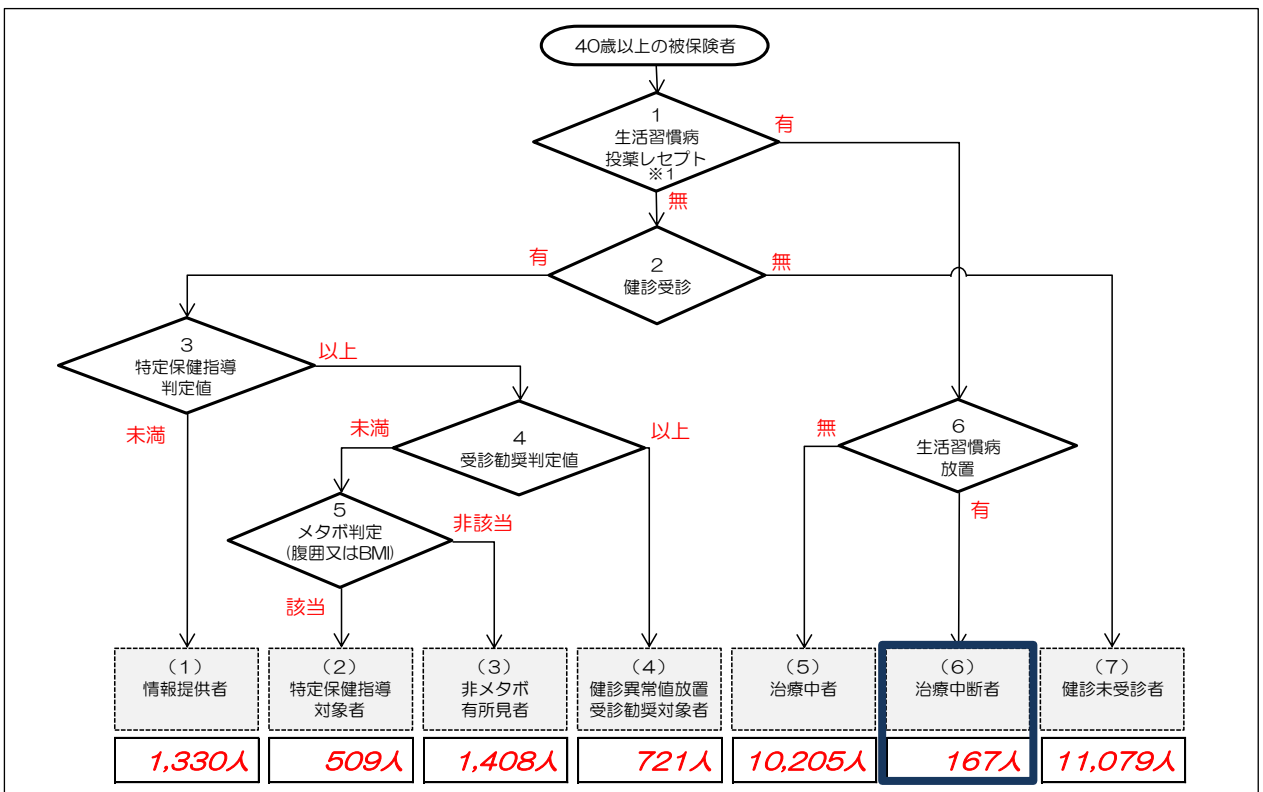 40歳以上の被保険者
1
生活習慣病
投薬レセプト
※1
有
無
2
健診受診
有
無
3
特定保健指導
判定値
以上
未満
4
受診勧奨判定値
未満
以上
5
メタボ判定
(腹囲又はBMI)
非該当
該当
6
生活習慣病
放置
無
有
(1)
情報提供者
1,330人
(2)
特定保健指導
対象者
509人
(3)
非メタボ
有所見者
1,408人
(4)
健診異常値放置
受診勧奨対象者
721人
(5)
治療中者
10,205人
(6)
治療中断者
167人
(7)
健診未受診者
11,079人